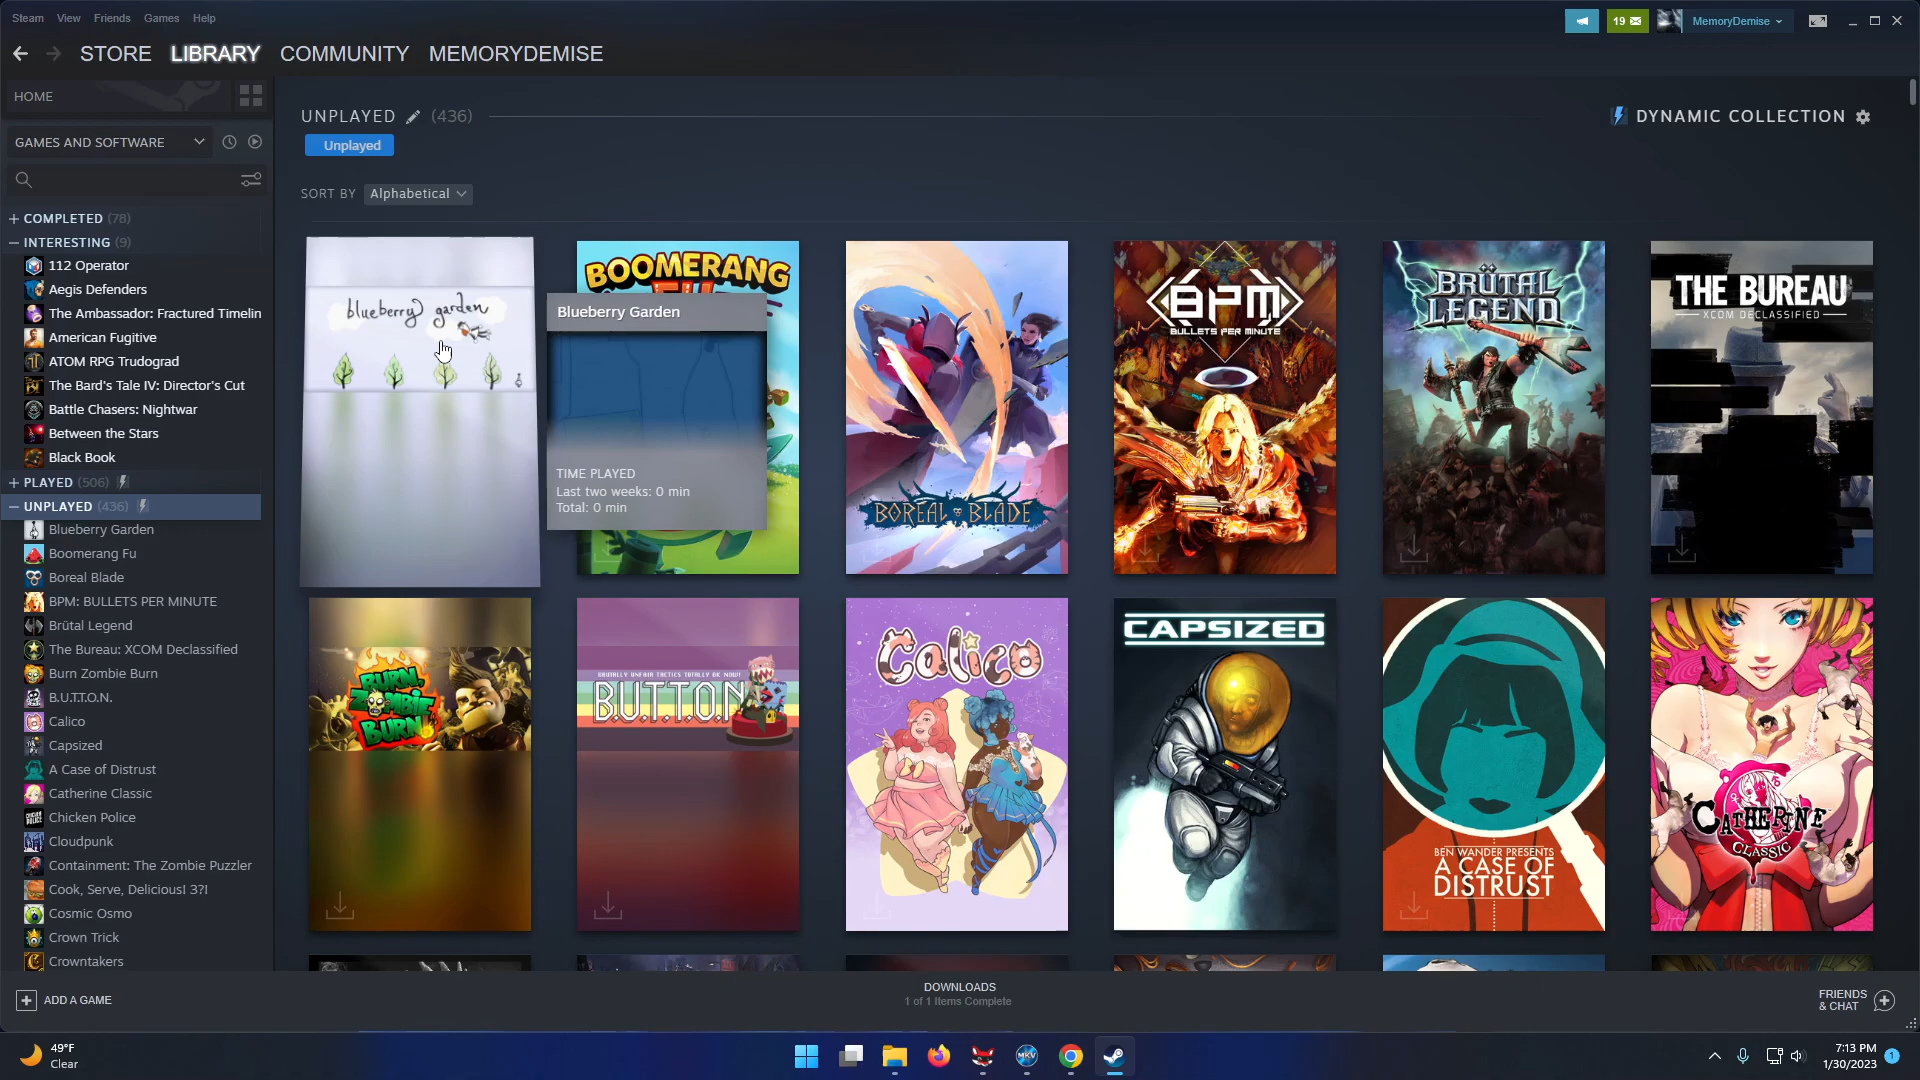 Steam View Friends Games Help
19
MemoryDemise
STORE LIBRARY COMMUNITY MEMORYDEMISE
HOME
GAMES AND SOFTWARE
COMPLETED (78)
INTERESTING (9)
112 Operator
Aegis Defenders
The Ambassador: Fractured Timelin
American Fugitive
ATOM RPG Trudograd
The Bard's Tale IV: Director's Cut
Battle Chasers: Nightwar
Between the Stars
Black Book
PLAYED (506)
UNPLAYED (436)
Blueberry Garden
Boomerang Fu
Boreal Blade
BPM: BULLETS PER MINUTE
Brütal Legend
The Bureau: XCOM Declassified
Burn Zombie Burn
B.U.T.T.O.N.
Calico
Capsized
A Case of Distrust
Catherine Classic
Chicken Police
Cloudpunk
Containment: The Zombie Puzzler
Cook, Serve, Delicious! 3?!
Cosmic Osmo
Crown Trick
Crowntakers
ADD A GAME
UNPLAYED (436)
DYNAMIC COLLECTION
Unplayed
SORT BY Alphabetical
blueberry garden
BOOMERANG
Blueberry Garden
TIME PLAYED
Last two weeks: 0 min
Total: 0 min
BOREAL BLADE
BPM
BULLETS PER MINUTE
BRÜTAL
LEGEND
THE BUREAU
XCOM DECLASSIFIED
BURN,
ZOMBIE
BURN!
BRUTALLY UNFAIR TACTICS TOTALLY OK NOW!
B.U.T.T.O.N
Calico
CAPSIZED
BEN WANDER PRESENTS
A CASE OF
DISTRUST
CATHERINE
CLASSIC
DOWNLOADS
1 of 1 Items Complete
FRIENDS
& CHAT
49°F
Clear
MKV
7:13 PM
1/30/2023
1